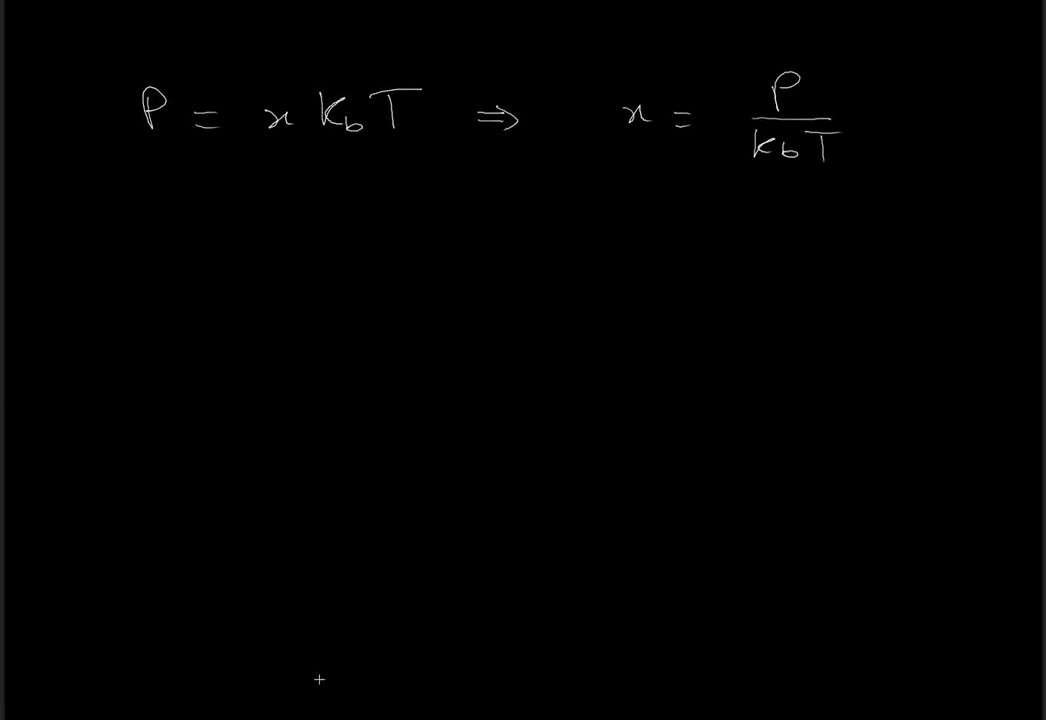 P = n k_b T ⇒ n = P / k_b T